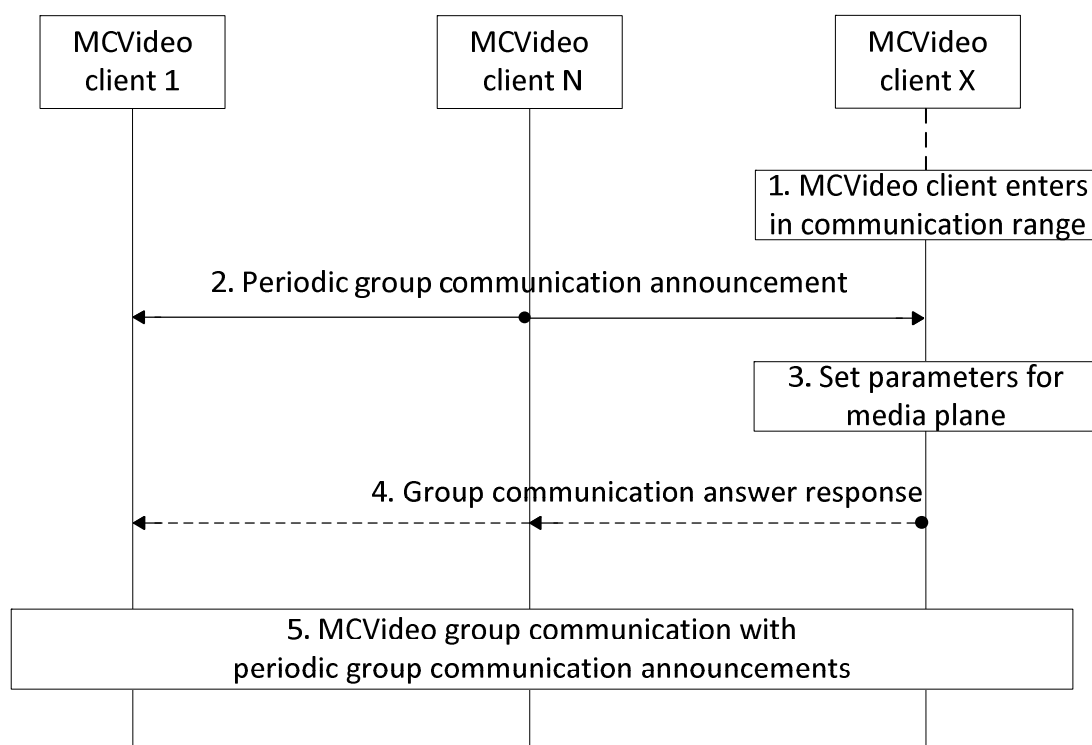 MCVideo
client 1
MCVideo
client N
MCVideo
client X
1. MCVideo client enters
in communication range
2. Periodic group communication announcement
3. Set parameters for
media plane
4. Group communication answer response
5. MCVideo group communication with
periodic group communication announcements